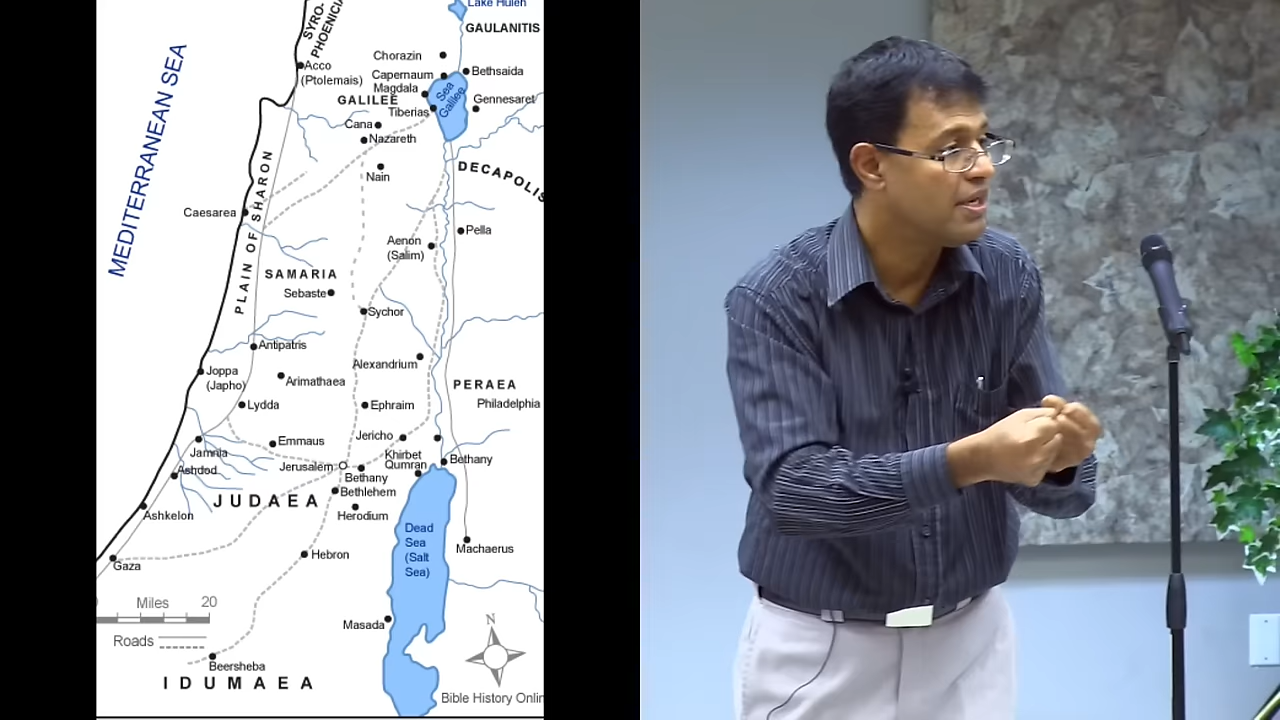 Lake Huleh
SYRO-
PHOENICIA
GAULANITIS
MEDITERRANEAN SEA
Chorazin
Acco
(Ptolemais)
Capernaum
Bethsaida
Magdala
Sea
Galilee
GALILEE
Gennesaret
Tiberias
Cana
Nazareth
DECAPOLIS
Nain
PLAIN OF SHARON
Caesarea
Pella
Aenon
(Salim)
SAMARIA
Sebaste
Sychor
Antipatris
Alexandrium
Joppa
(Japho)
Arimathaea
PERAEA
Philadelphia
Lydda
Ephraim
Jericho
Emmaus
Jamnia
Khirbet
Qumran
Bethany
Jerusalem
Ashdod
Bethany
Bethlehem
JUDAEA
Ashkelon
Herodium
Dead
Sea
(Salt
Sea)
Machaerus
Hebron
Gaza
Miles 20
Masada
N
Roads
Beersheba
IDUMAEA
Bible History Onlin